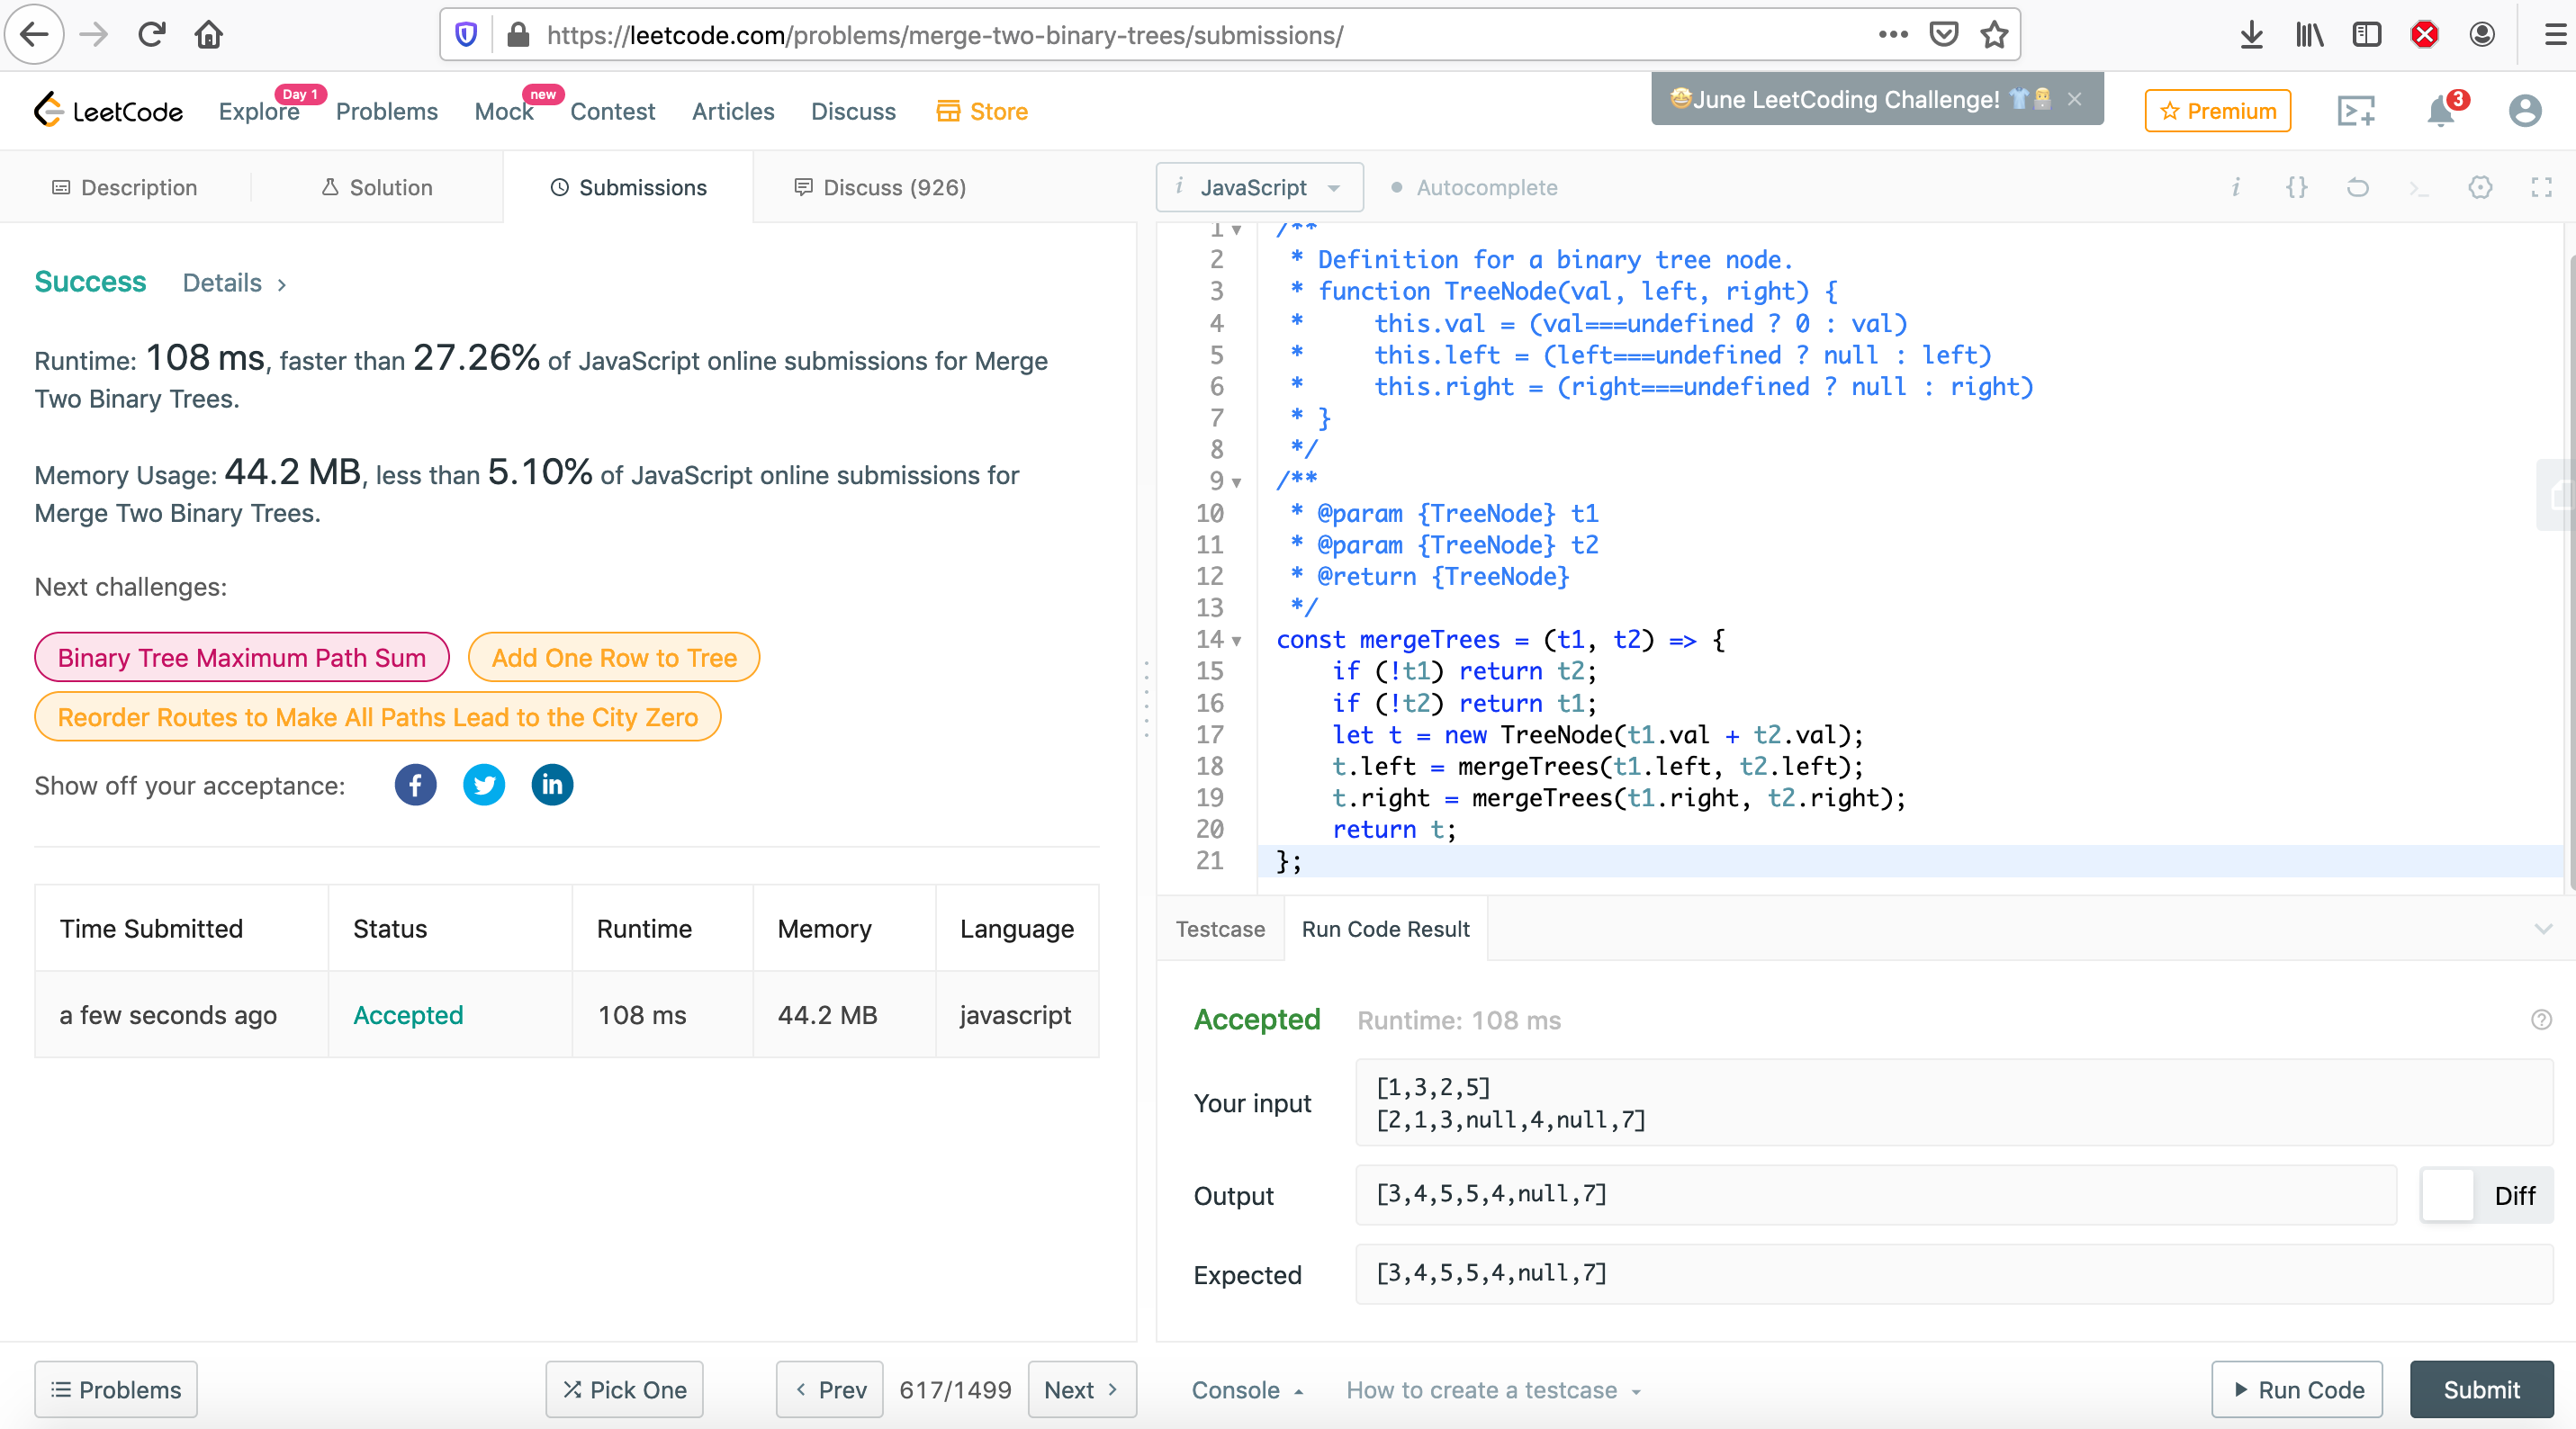 https://leetcode.com/problems/merge-two-binary-trees/submissions/
LeetCode
Explore
Day 1
Problems
Mock
new
Contest
Articles
Discuss
Store
🤩June LeetCoding Challenge! 👕👩‍💻
Premium
3
Description
Solution
Submissions
Discuss (926)
i JavaScript
Autocomplete
i {} >_
Success Details >
Runtime: 108 ms, faster than 27.26% of JavaScript online submissions for Merge
Two Binary Trees.
Memory Usage: 44.2 MB, less than 5.10% of JavaScript online submissions for
Merge Two Binary Trees.
Next challenges:
Binary Tree Maximum Path Sum
Add One Row to Tree
Reorder Routes to Make All Paths Lead to the City Zero
Show off your acceptance:
f in
Time Submitted Status Runtime Memory Language
a few seconds ago Accepted 108 ms 44.2 MB javascript
1 /**
2 * Definition for a binary tree node.
3 * function TreeNode(val, left, right) {
4 *     this.val = (val===undefined ? 0 : val)
5 *     this.left = (left===undefined ? null : left)
6 *     this.right = (right===undefined ? null : right)
7 * }
8 */
9 /**
10 * @param {TreeNode} t1
11 * @param {TreeNode} t2
12 * @return {TreeNode}
13 */
14 const mergeTrees = (t1, t2) => {
15     if (!t1) return t2;
16     if (!t2) return t1;
17     let t = new TreeNode(t1.val + t2.val);
18     t.left = mergeTrees(t1.left, t2.left);
19     t.right = mergeTrees(t1.right, t2.right);
20     return t;
21 };
Testcase Run Code Result
Accepted Runtime: 108 ms
Your input
[1,3,2,5]
[2,1,3,null,4,null,7]
Output
[3,4,5,5,4,null,7]
Diff
Expected
[3,4,5,5,4,null,7]
Problems
Pick One
< Prev
617/1499
Next >
Console
How to create a testcase
Run Code
Submit